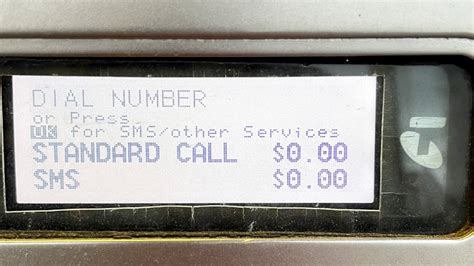 DIAL NUMBER
or Press
OK for SMS/other Services
STANDARD CALL $0.00
SMS $0.00